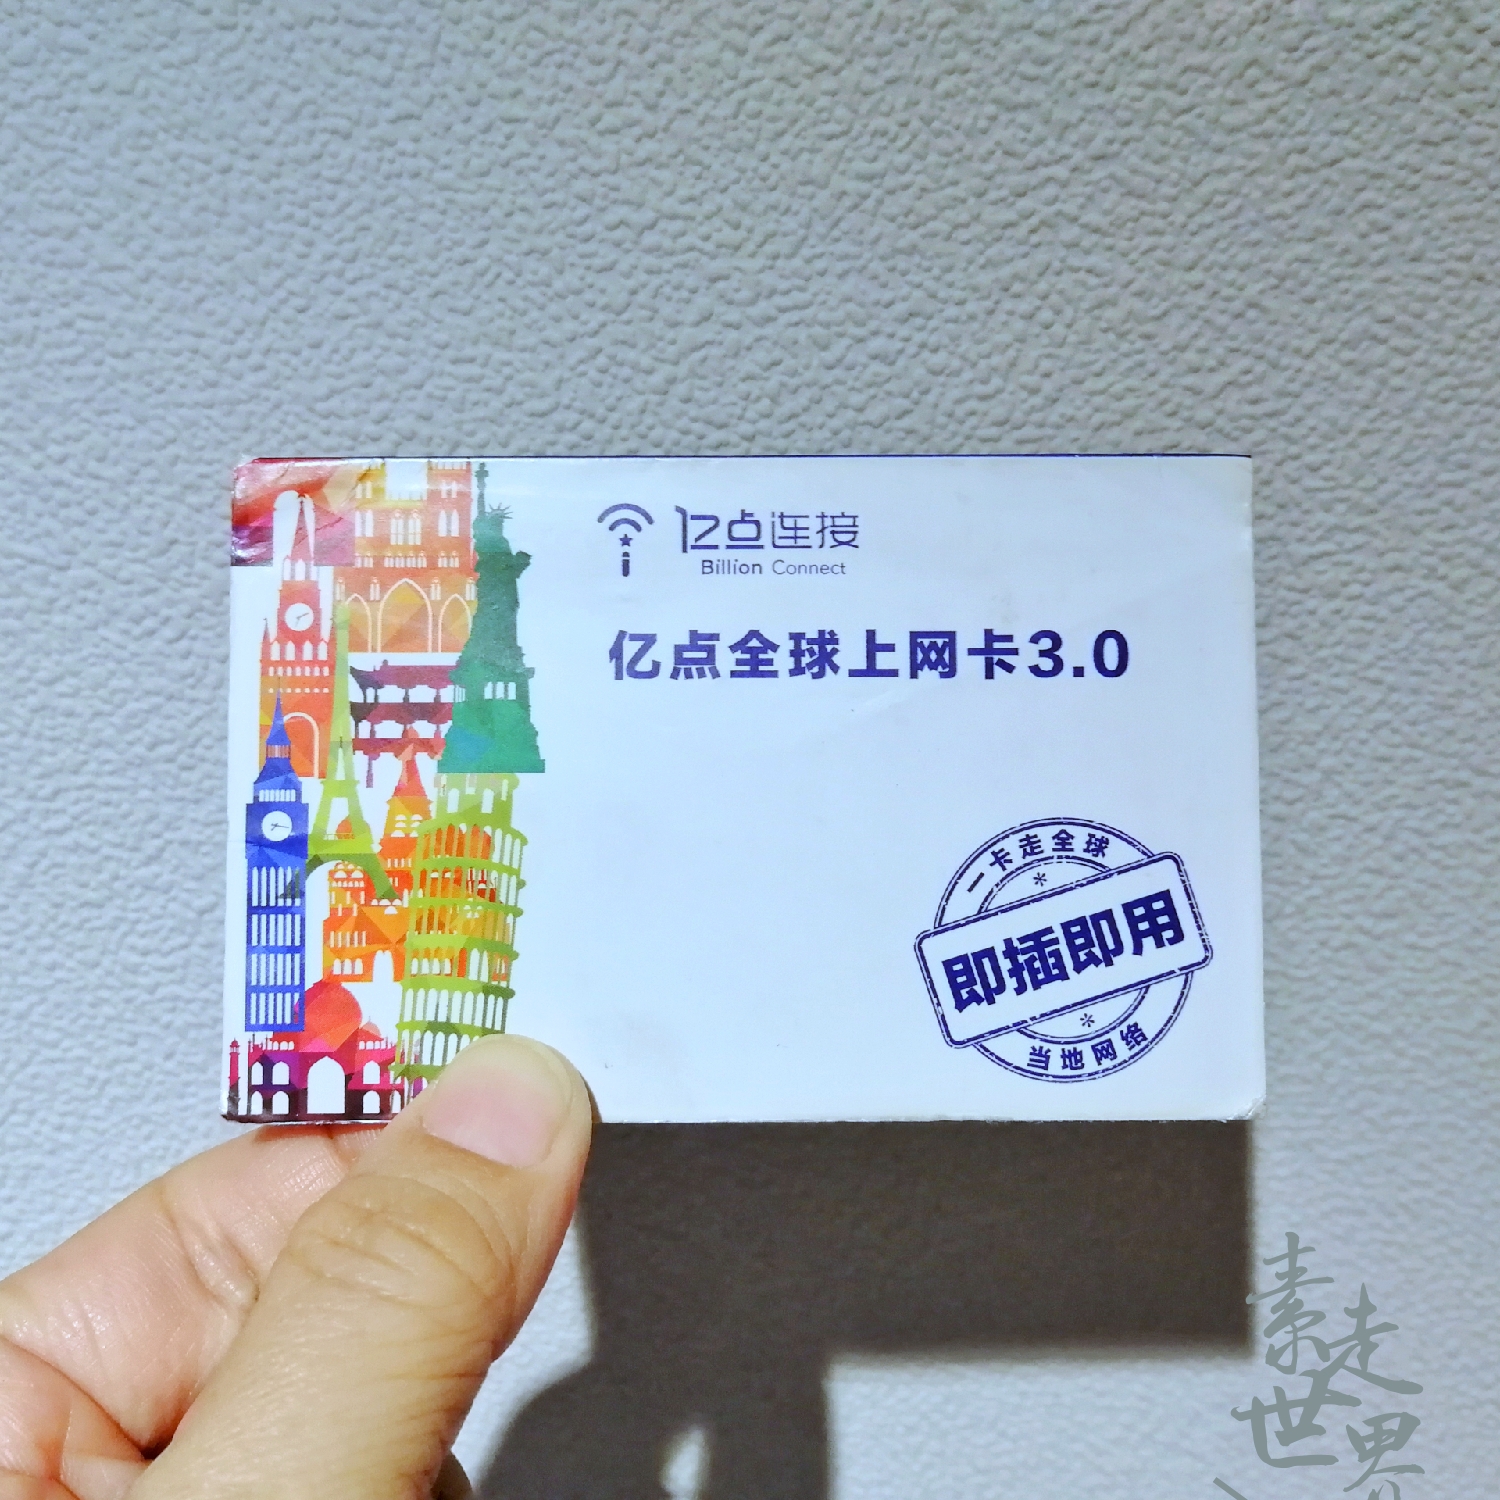 亿点连接
Billion Connect
亿点全球上网卡3.0
一卡走全球
即插即用
当地网络
素走
世界